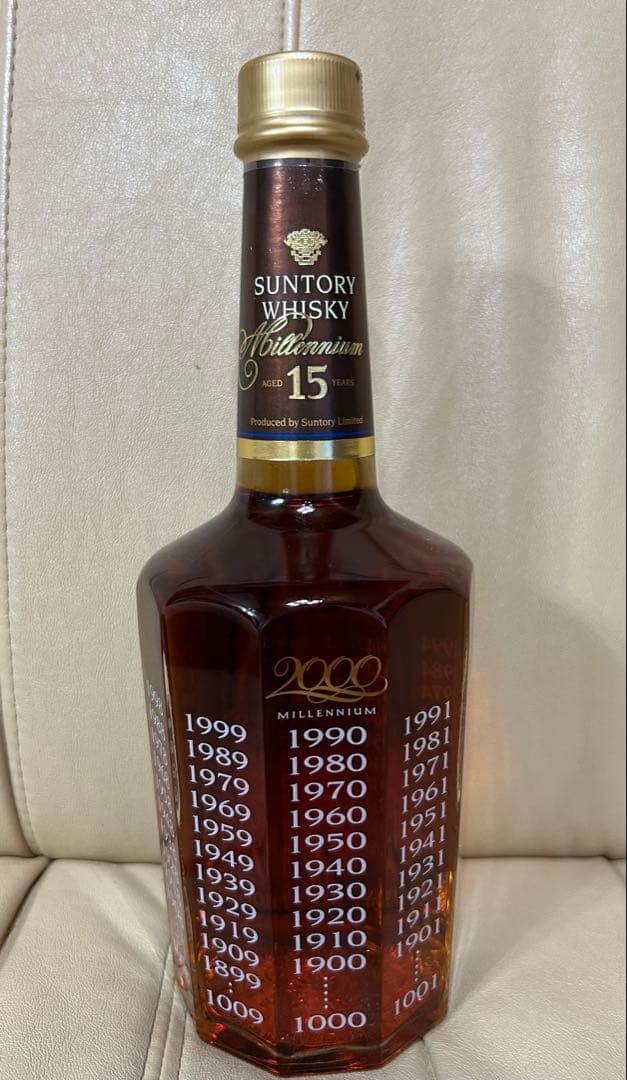 SUNTORY
WHISKY
Millennium
AGED 15 YEARS
Produced by Suntory Limited
2000
MILLENNIUM
1999 1990 1991
1989 1980 1981
1979 1970 1971
1969 1960 1961
1959 1950 1951
1949 1940 1941
1939 1930 1931
1929 1920 1921
1919 1910 1911
1909 1900 1901
1899
1009 1000 1001